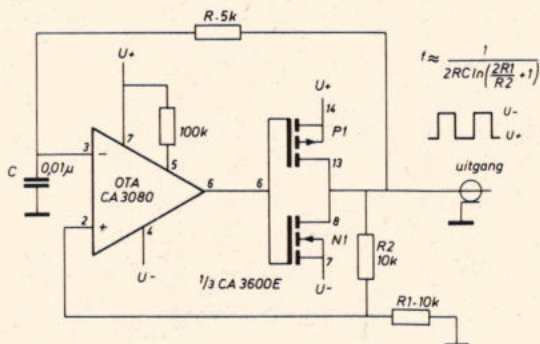 R-5k
U+
100k
7
5
3
-
C
0,01µ
OTA
CA 3080
6
2
+
4
U-
6
U+
14
P1
13
8
N1
7
U-
1/3 CA 3600E
R2
10k
R1-10k
f ≈ 1 / 2RC ln(2R1/R2 + 1)
U-
U+
uitgang